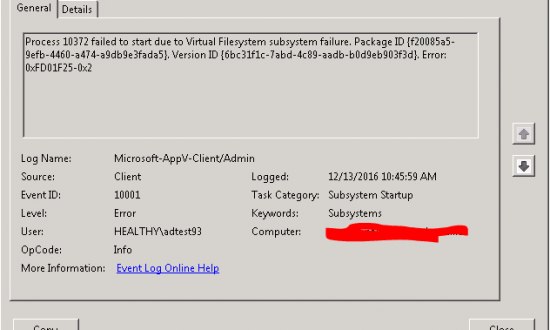 General Details
Process 10372 failed to start due to Virtual Filesystem subsystem failure. Package ID {f20085a5-
9efb-4460-a474-a9db9e3fada5}. Version ID {6bc31f1c-7abd-4c89-aadb-b0d9eb903f3d}. Error:
0xFD01F25-0x2
Log Name: Microsoft-AppV-Client/Admin
Source: Client Logged: 12/13/2016 10:45:59 AM
Event ID: 10001 Task Category: Subsystem Startup
Level: Error Keywords: Subsystems
User: HEALTHY\adtest93 Computer:
OpCode: Info
More Information: Event Log Online Help
Copy Close